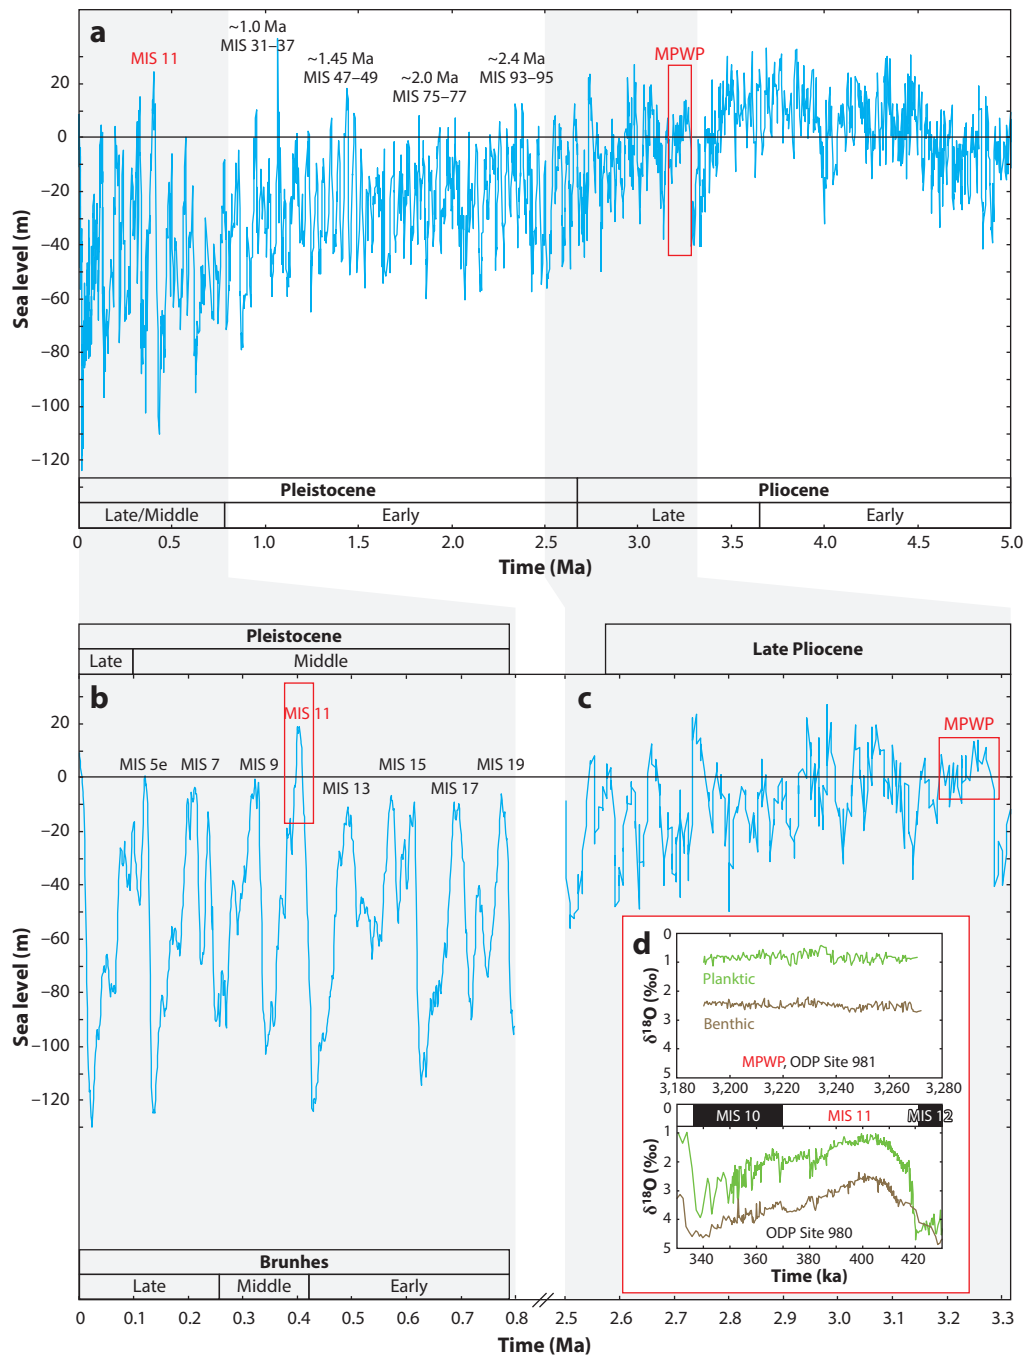 a
MIS 11
~1.0 Ma
MIS 31–37
~1.45 Ma
MIS 47–49
~2.0 Ma
MIS 75–77
~2.4 Ma
MIS 93–95
MPWP
20
0
–20
–40
–60
–80
–100
–120
Sea level (m)
Pleistocene
Pliocene
Late/Middle
Early
Late
Early
0
0.5
1.0
1.5
2.0
2.5
3.0
3.5
4.0
4.5
5.0
Time (Ma)
Pleistocene
Late
Middle
Late Pliocene
b
MIS 11
MIS 5e
MIS 7
MIS 9
MIS 13
MIS 15
MIS 17
MIS 19
20
0
–20
–40
–60
–80
–100
–120
Sea level (m)
c
MPWP
d
0
1
2
3
4
5
δ18O (‰)
Planktic
Benthic
MPWP, ODP Site 981
3,180
3,200
3,220
3,240
3,260
3,280
MIS 10
MIS 11
MIS 12
0
1
2
3
4
5
δ18O (‰)
ODP Site 980
340
360
380
400
420
Time (ka)
Brunhes
Late
Middle
Early
0
0.1
0.2
0.3
0.4
0.5
0.6
0.7
0.8
2.5
2.6
2.7
2.8
2.9
3.0
3.1
3.2
3.3
Time (Ma)